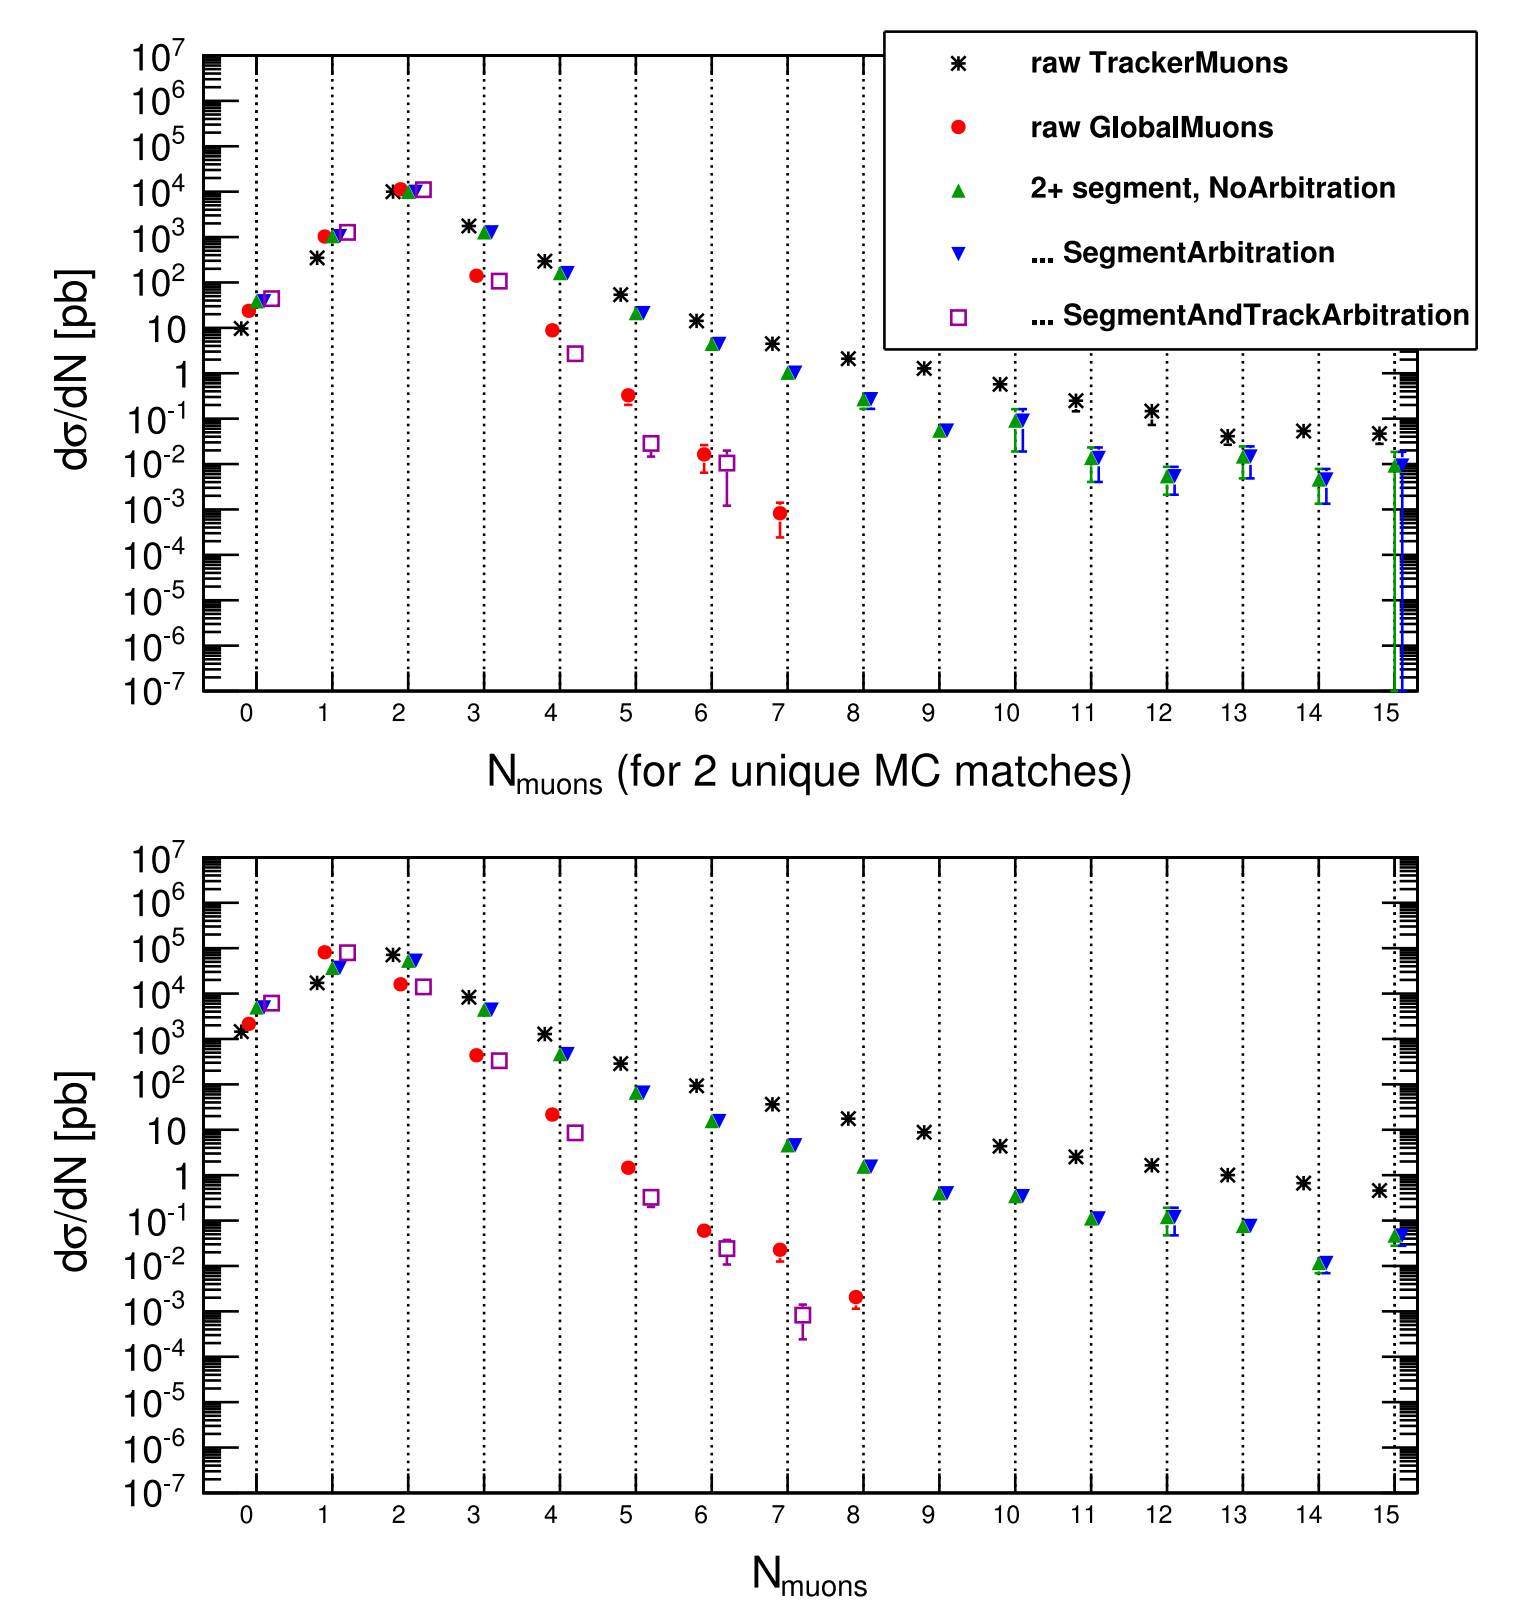 raw TrackerMuons
raw GlobalMuons
2+ segment, NoArbitration
... SegmentArbitration
... SegmentAndTrackArbitration
dσ/dN [pb]
10^7
10^6
10^5
10^4
10^3
10^2
10
1
10^-1
10^-2
10^-3
10^-4
10^-5
10^-6
10^-7
0 1 2 3 4 5 6 7 8 9 10 11 12 13 14 15
N_muons (for 2 unique MC matches)
dσ/dN [pb]
10^7
10^6
10^5
10^4
10^3
10^2
10
1
10^-1
10^-2
10^-3
10^-4
10^-5
10^-6
10^-7
0 1 2 3 4 5 6 7 8 9 10 11 12 13 14 15
N_muons